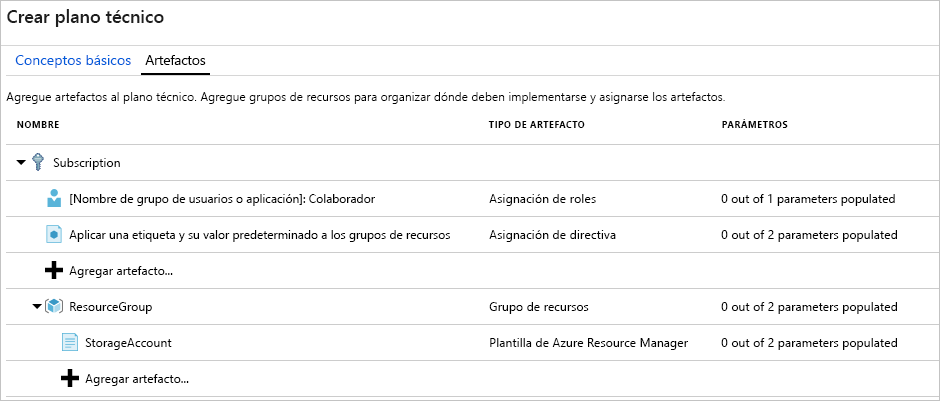 Crear plano técnico
Conceptos básicos Artefactos
Agregue artefactos al plano técnico. Agregue grupos de recursos para organizar dónde deben implementarse y asignarse los artefactos.
NOMBRE TIPO DE ARTEFACTO PARÁMETROS
Subscription
[Nombre de grupo de usuarios o aplicación]: Colaborador Asignación de roles 0 out of 1 parameters populated
Aplicar una etiqueta y su valor predeterminado a los grupos de recursos Asignación de directiva 0 out of 2 parameters populated
Agregar artefacto...
ResourceGroup Grupo de recursos 0 out of 2 parameters populated
StorageAccount Plantilla de Azure Resource Manager 0 out of 2 parameters populated
Agregar artefacto...